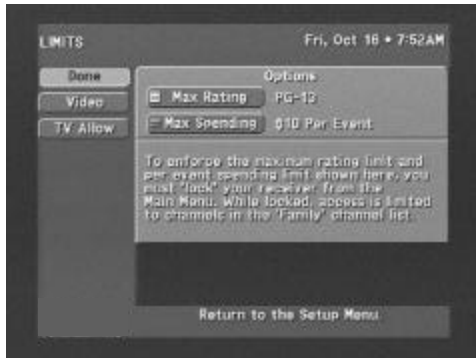 LIMITS
Fri, Oct 16 • 7:52AM
Done
Video
TV Allow
Options
Max Rating PG-13
Max Spending $10 Per Event
To enforce the maximum rating limit and
per event spending limit shown here, you
must "lock" your receiver from the
Main Menu. While locked, access is limited
to channels in the "Family" channel list.
Return to the Setup Menu